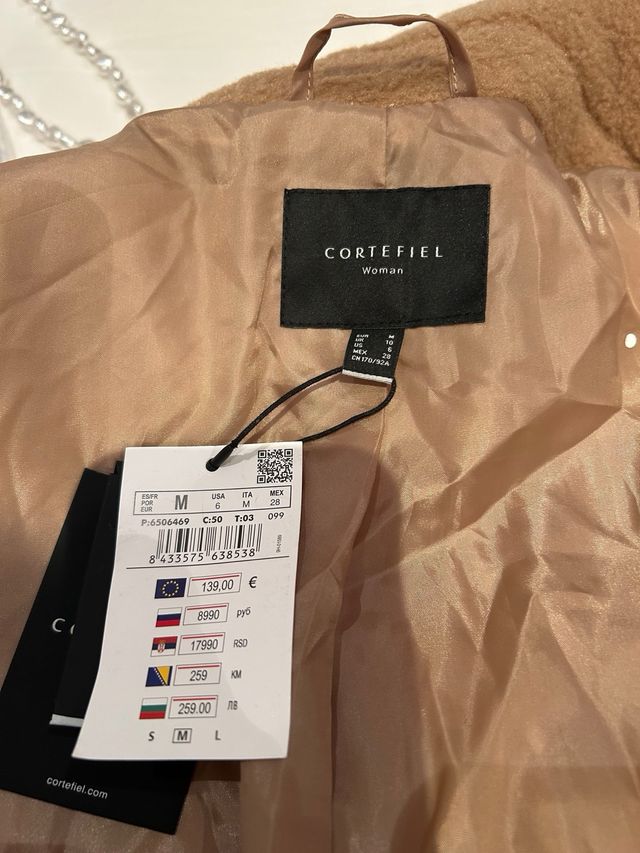 CORTEFIEL
Woman
EUR M
UK 10
US 6
MEX 28
CN 170/92A
ES/FR POR EUR M USA 6 ITA M MEX 28
P:6506469 C:50 T:03 099
8 433575 638538
139,00 €
8990 руб
17990 RSD
259 KM
259.00 ЛВ
S M L
cortefiel.com